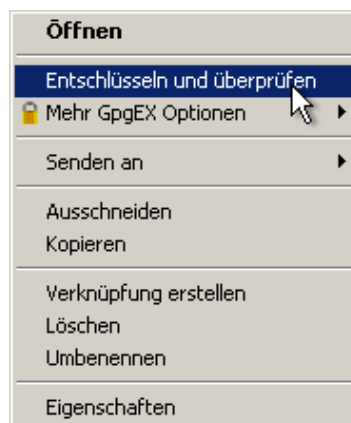 Öffnen
Entschlüsseln und überprüfen
Mehr GpgEX Optionen
Senden an
Ausschneiden
Kopieren
Verknüpfung erstellen
Löschen
Umbenennen
Eigenschaften